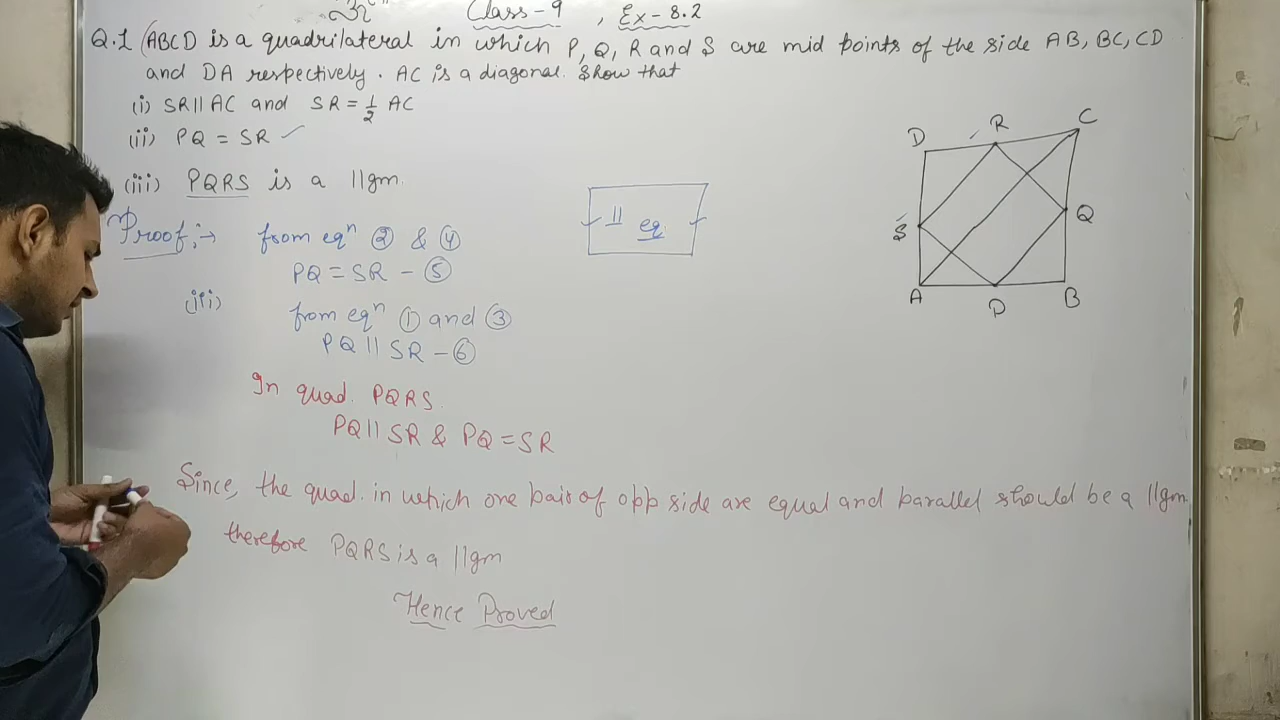 Class-9 , Ex-8.2
Q.1 (ABCD is a quadrilateral in which P, Q, R and S are mid points of the side AB, BC, CD
and DA respectively. AC is a diagonal. Show that
(i) SR || AC and SR = 1/2 AC
(ii) PQ = SR ✓
(iii) PQRS is a ||gm.
Proof :→ from eqⁿ ② & ④
PQ = SR - ⑤
(iii) from eqⁿ ① and ③
PQ || SR - ⑥
In quad. PQRS
PQ || SR & PQ = SR
Since, the quad. in which one pair of opp side are equal and parallel should be a ||gm
therefore PQRS is a ||gm
Hence Proved
|| eq
D R C
S Q
A P B